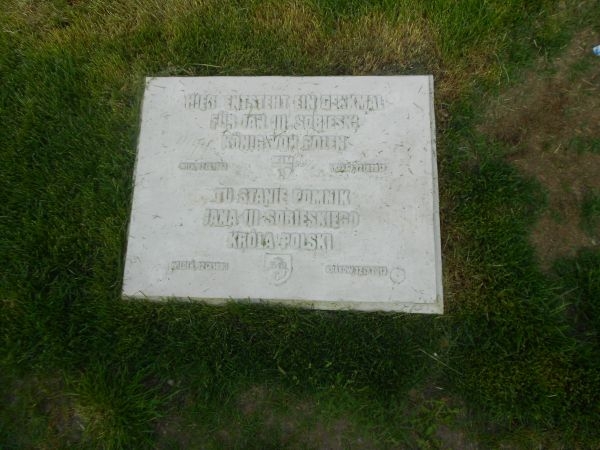 HIER ENTSTEHT EIN DENKMAL
FÜR JAN III SOBIESKI
KÖNIG VON POLEN
TU STANIE POMNIK
JANA III SOBIESKIEGO
KRÓLA POLSKI